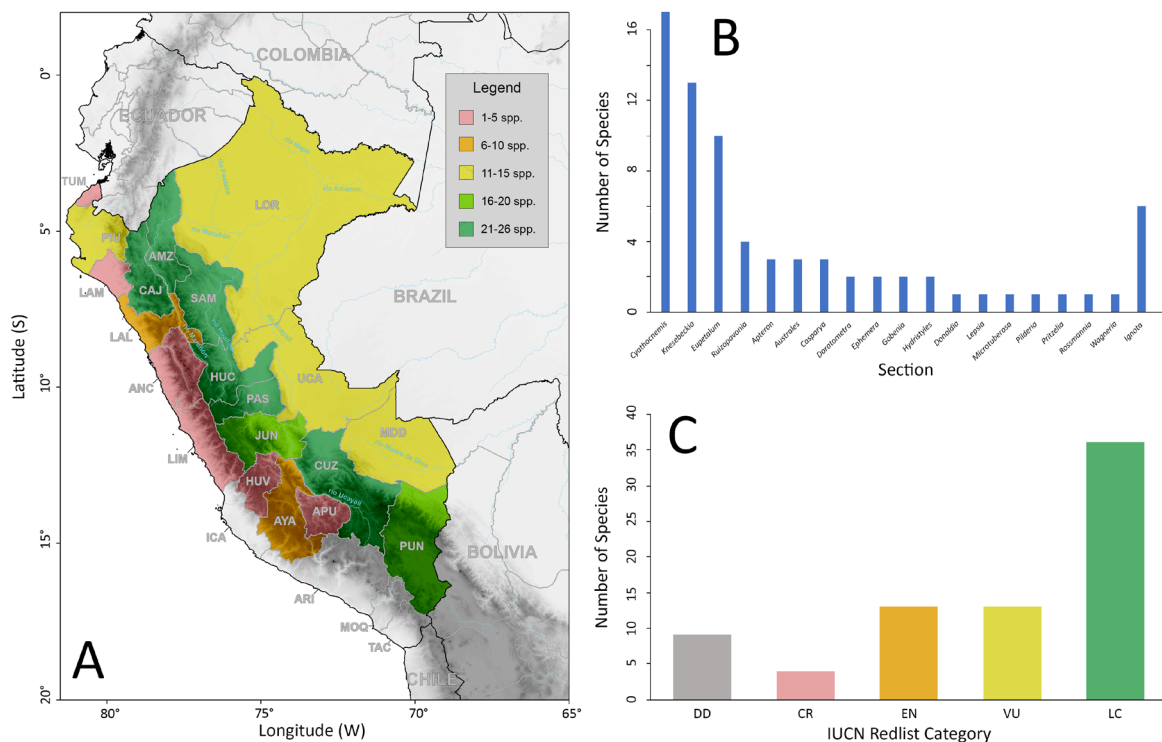 A
0°
5°
10°
15°
20°
Latitude (S)
80°
75°
70°
65°
Longitude (W)
COLOMBIA
ECUADOR
BRAZIL
BOLIVIA
CHILE
TUM
PIU
LAM
LAL
ANC
LIM
ICA
ARI
MOQ
TAC
LOR
AMZ
CAJ
SAM
HUC
PAS
UCA
JUN
MDD
CUZ
HUV
AYA
APU
PUN
río Ucayali
Legend
1-5 spp.
6-10 spp.
11-15 spp.
16-20 spp.
21-26 spp.
B
Number of Species
16
12
8
4
0
Cyathocnemis
Knesebeckia
Eupetalum
Ruizopavonia
Apteron
Australes
Casparya
Doratometra
Ephemera
Gobenia
Hydristyles
Donaldia
Lepsia
Microtuberosa
Pilderia
Pritzelia
Rossmannia
Wageneria
Ignota
Section
C
Number of Species
40
35
30
25
20
15
10
5
0
DD
CR
EN
VU
LC
IUCN Redlist Category